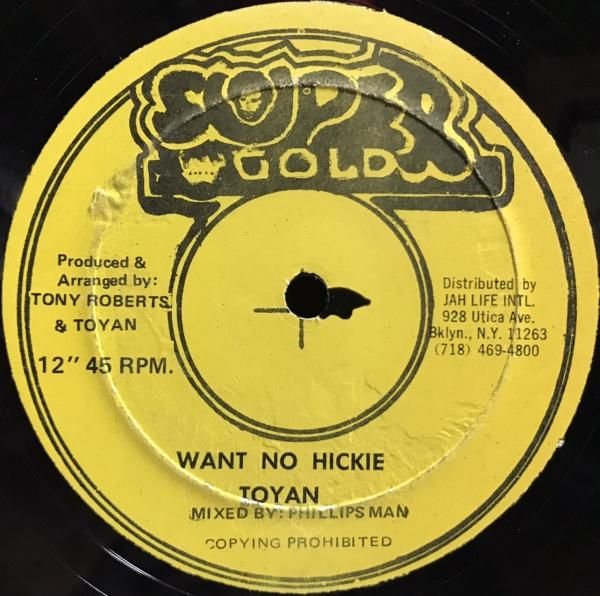 SUPER
GOLD
Produced &
Arranged by:
TONY ROBERTS
& TOYAN
12" 45 RPM.
Distributed by
JAH LIFE INTL.
928 Utica Ave.
Bklyn., N.Y. 11263
(718) 469-4800
WANT NO HICKIE
TOYAN
MIXED BY: PHILLIPS MAN
COPYING PROHIBITED